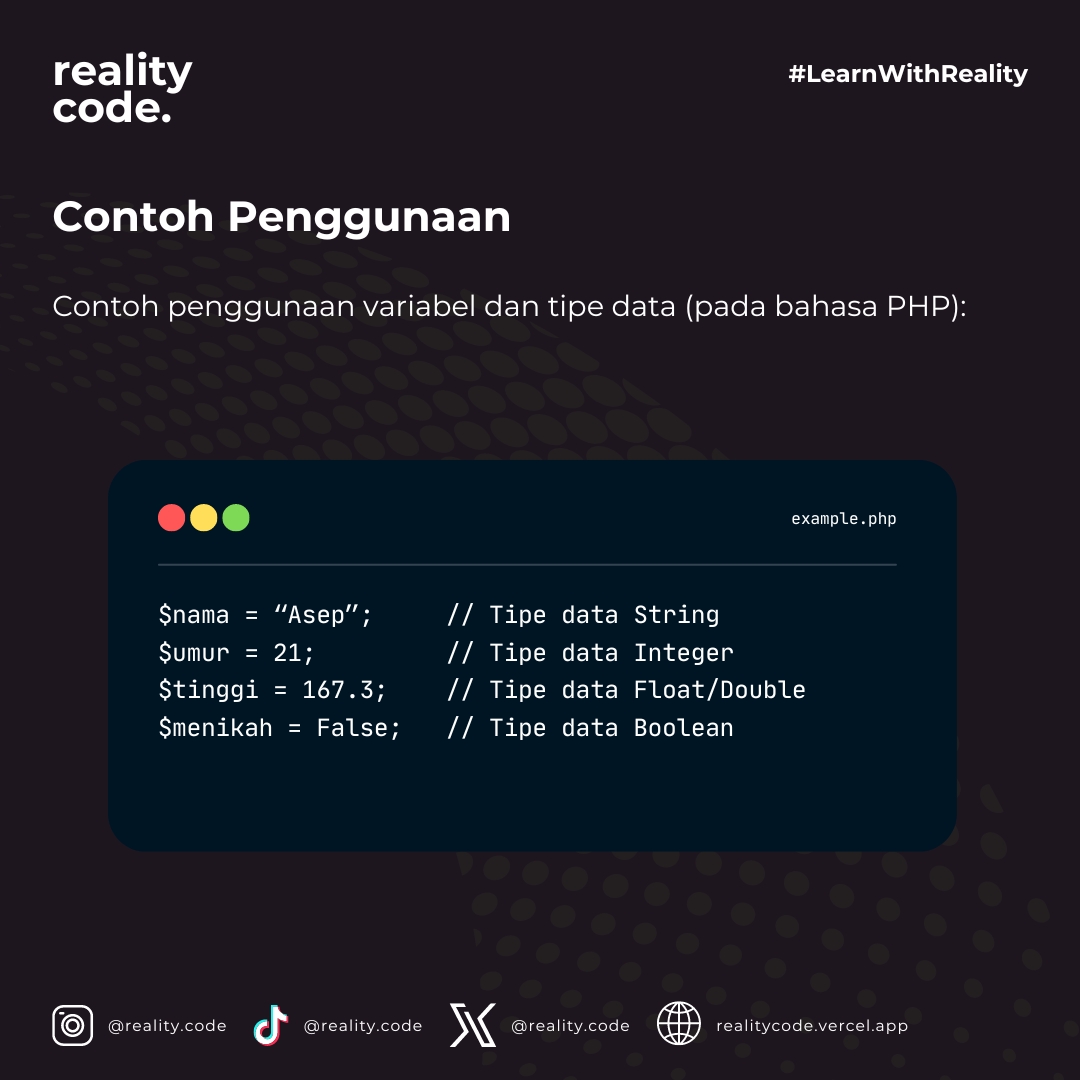 reality
code.
#LearnWithReality
Contoh Penggunaan
Contoh penggunaan variabel dan tipe data (pada bahasa PHP):
example.php
$nama = “Asep”; // Tipe data String
$umur = 21; // Tipe data Integer
$tinggi = 167.3; // Tipe data Float/Double
$menikah = False; // Tipe data Boolean
@reality.code @reality.code @reality.code realitycode.vercel.app